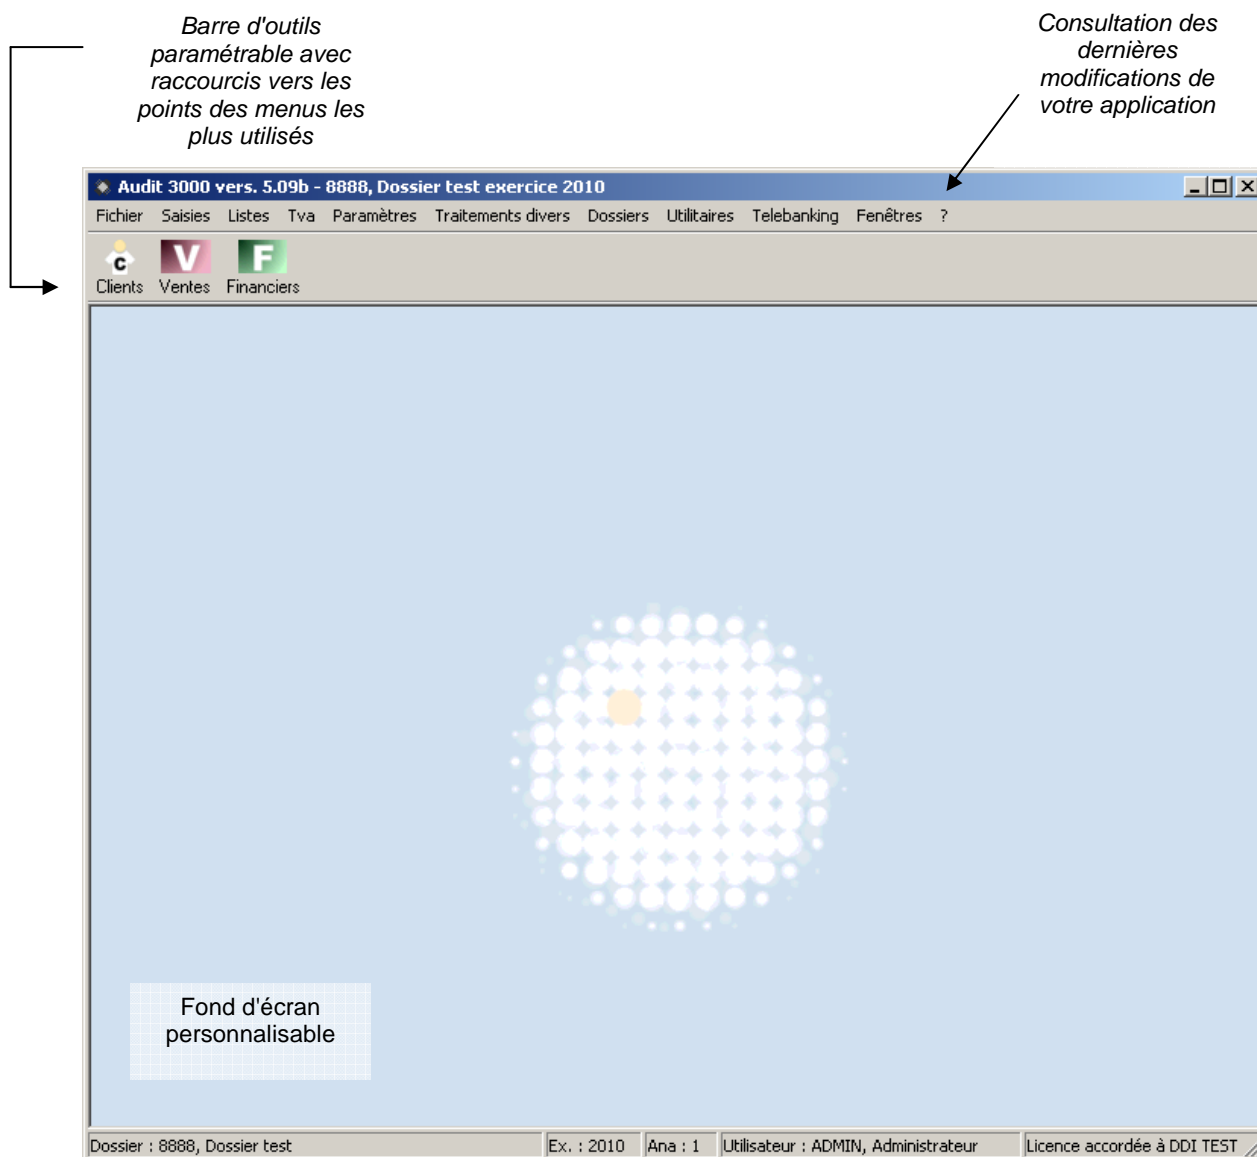 Barre d'outils
paramétrable avec
raccourcis vers les
points des menus les
plus utilisés
Consultation des
dernières
modifications de
votre application
Audit 3000 vers. 5.09b - 8888, Dossier test exercice 2010
Fichier Saisies Listes Tva Paramètres Traitements divers Dossiers Utilitaires Telebanking Fenêtres ?
C V F
Clients Ventes Financiers
Fond d'écran
personnalisable
Dossier : 8888, Dossier test Ex. : 2010 Ana : 1 Utilisateur : ADMIN, Administrateur Licence accordée à DDI TEST